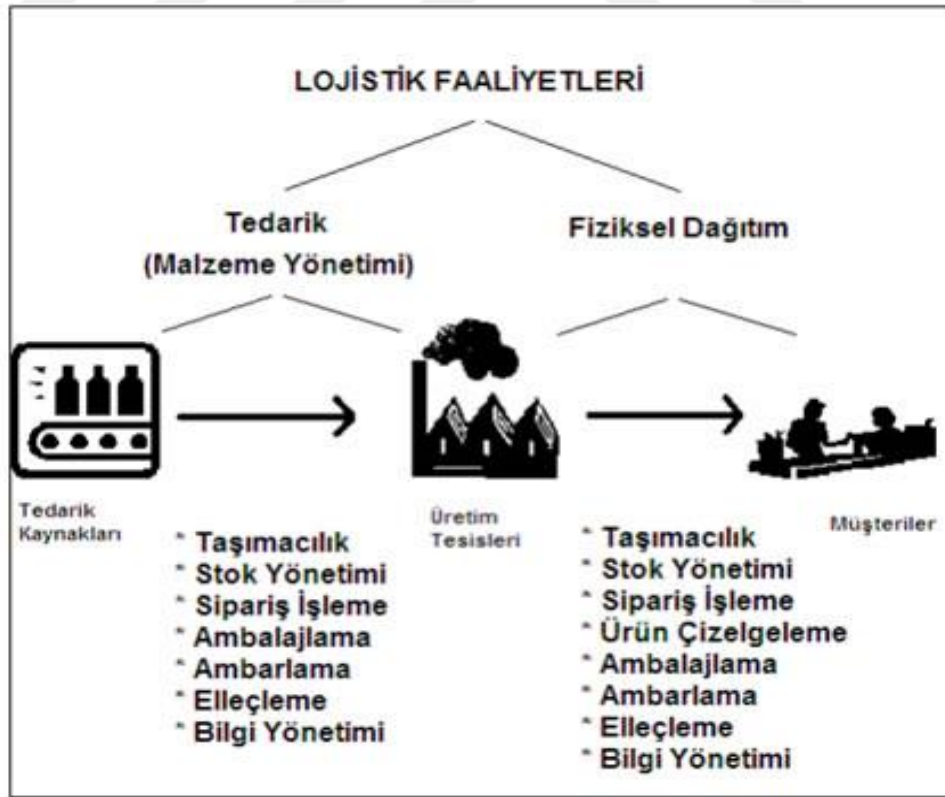 LOJİSTİK FAALİYETLERİ
Tedarik
(Malzeme Yönetimi)
Fiziksel Dağıtım
Tedarik
Kaynakları
Üretim
Tesisleri
Müşteriler
* Taşımacılık
* Stok Yönetimi
* Sipariş İşleme
* Ambalajlama
* Ambarlama
* Elleçleme
* Bilgi Yönetimi
* Taşımacılık
* Stok Yönetimi
* Sipariş İşleme
* Ürün Çizelgeleme
* Ambalajlama
* Ambarlama
* Elleçleme
* Bilgi Yönetimi